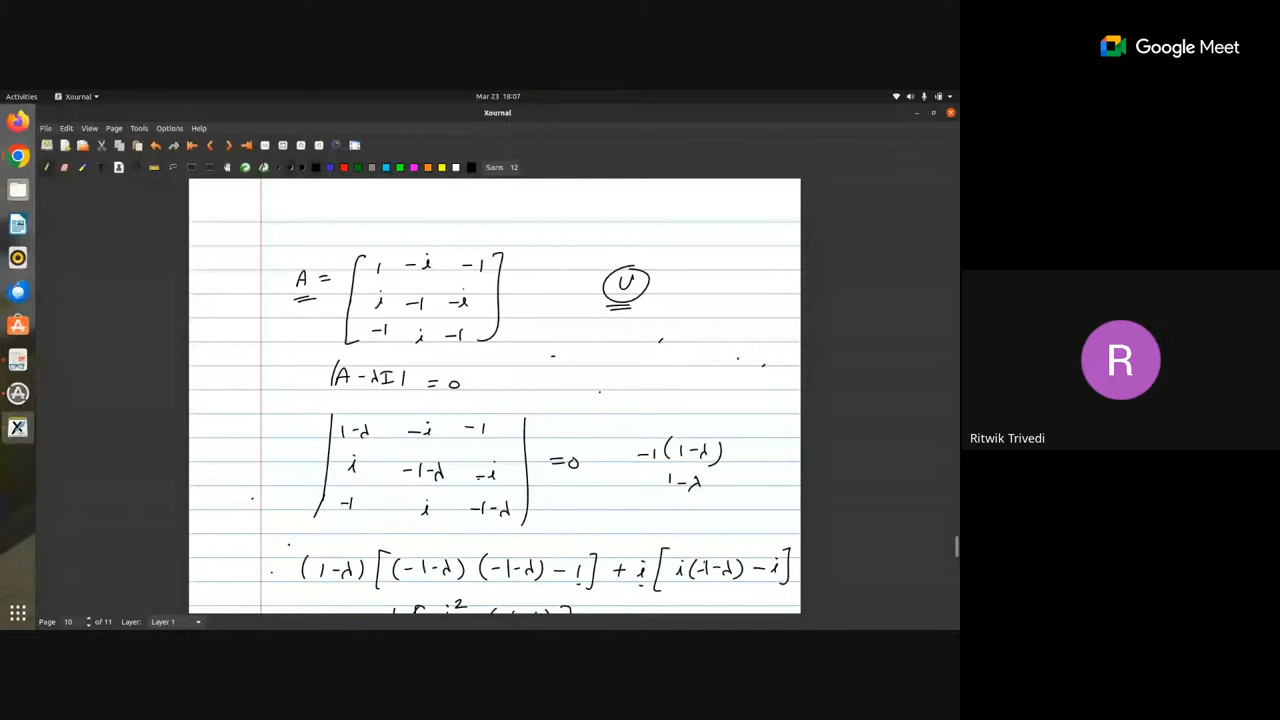 Google Meet
Activities Xournal Mar 23 18:07
Xournal
File Edit View Page Tools Options Help
Sans 12
A = [ 1 -i -1
i -1 -i
-1 i -1 ]
U
|A - λI| = 0
| 1-λ -i -1
i -1-λ -i
-1 i -1-λ | = 0
-1(1-λ)
1-λ
(1-λ) [(-1-λ) (-1-λ) - 1] + i [ i(-1-λ) - i ]
Page 10 of 11 Layer: Layer 1
R
Ritwik Trivedi